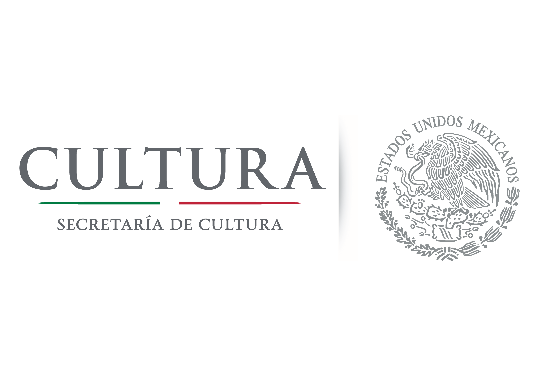 CULTURA
SECRETARÍA DE CULTURA
ESTADOS UNIDOS MEXICANOS